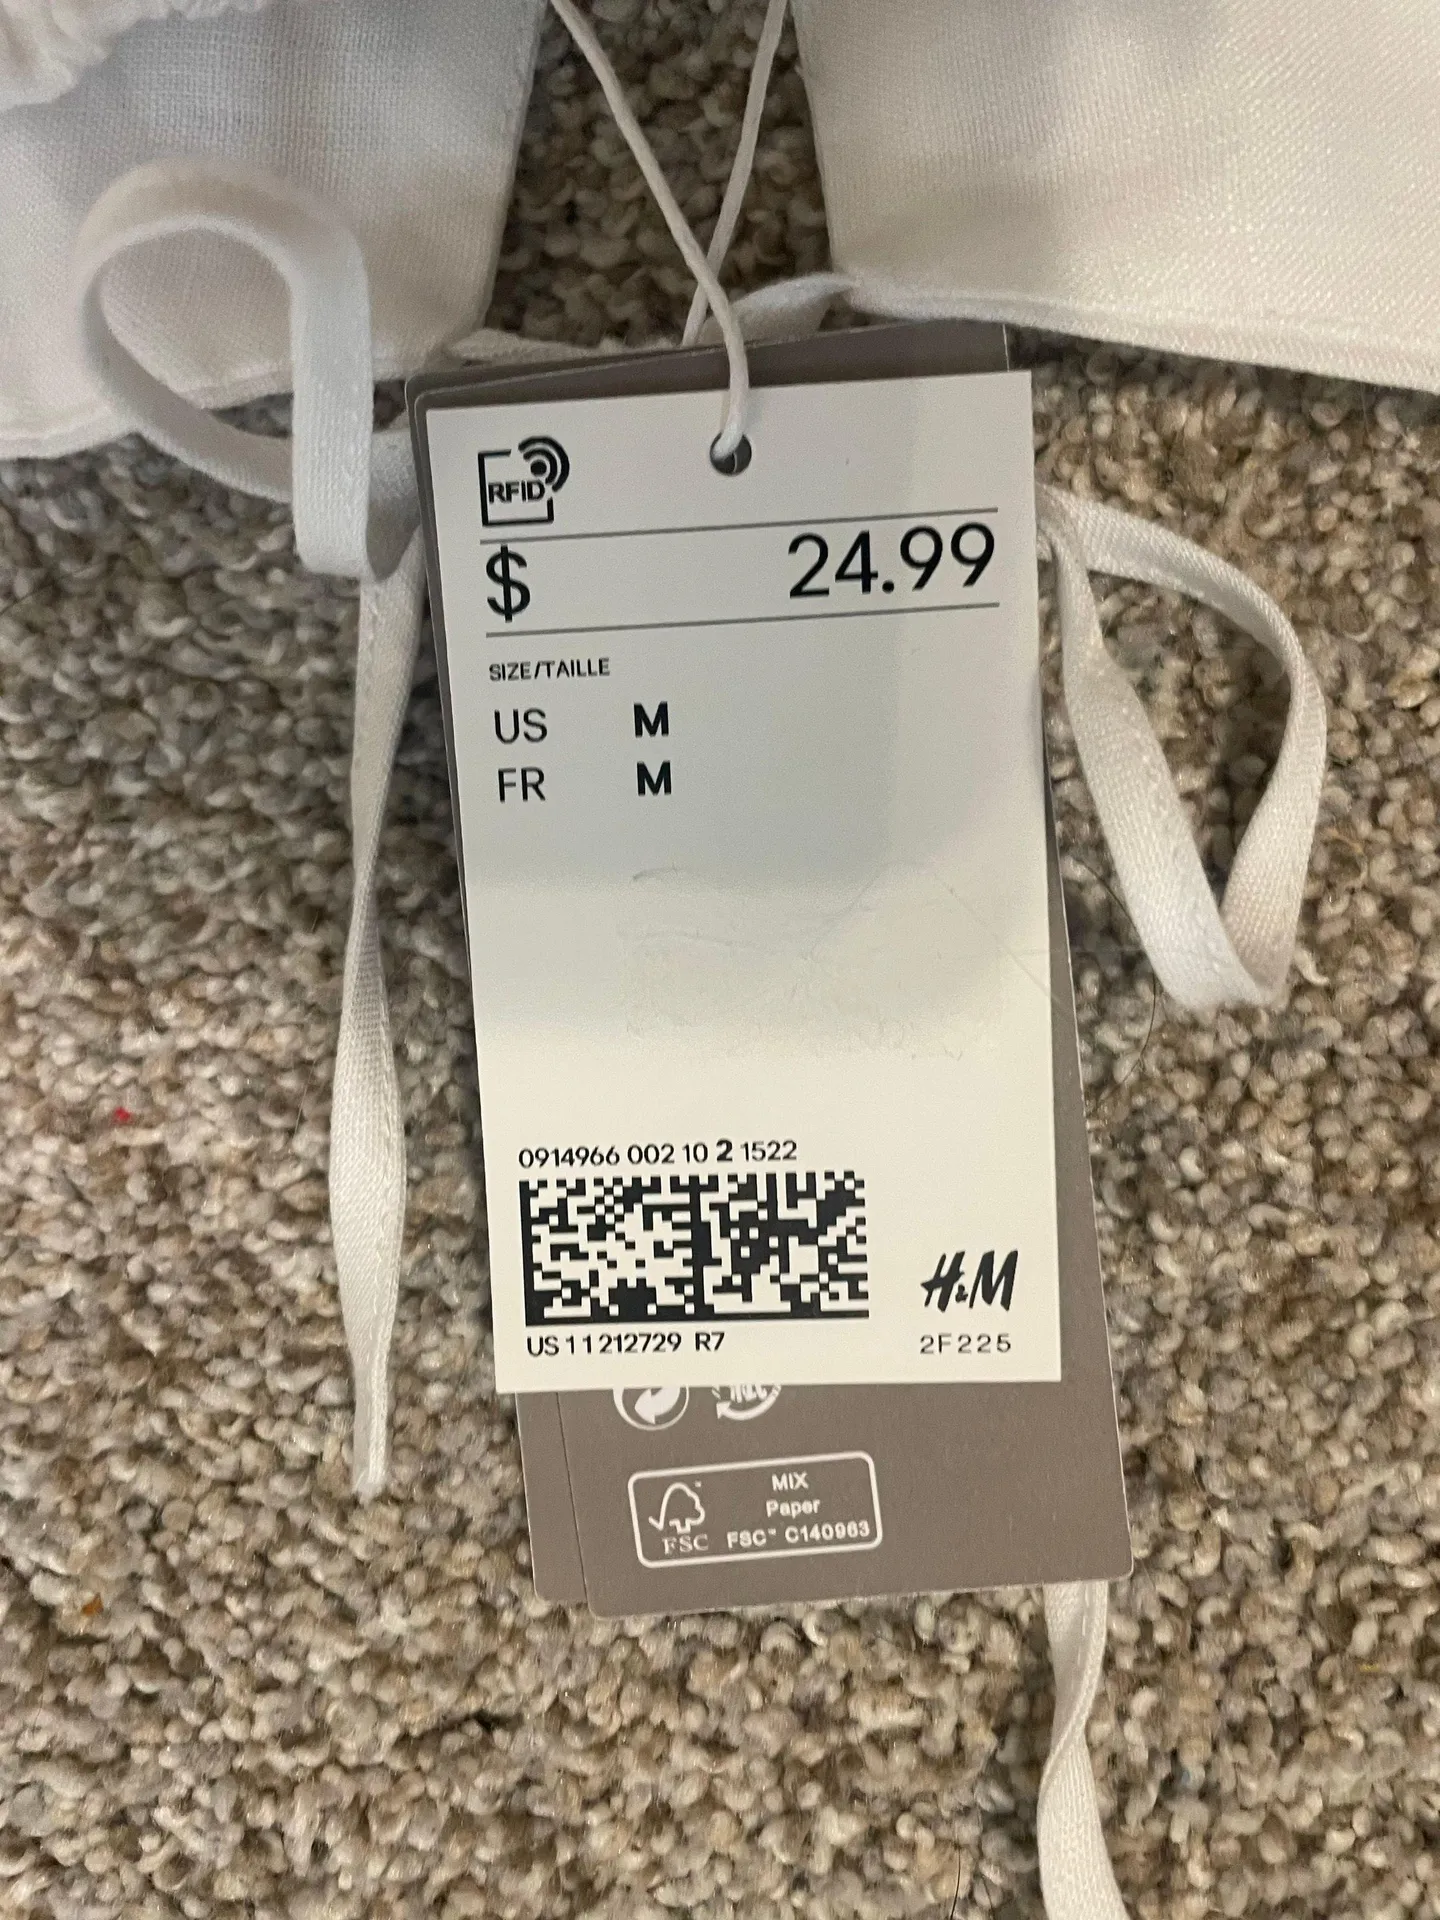 RFID
$ 24.99
SIZE/TAILLE
US M
FR M
0914966 002 10 2 1522
US 11212729 R7
H&M
2F225
MIX
Paper
FSC FSC™ C140963